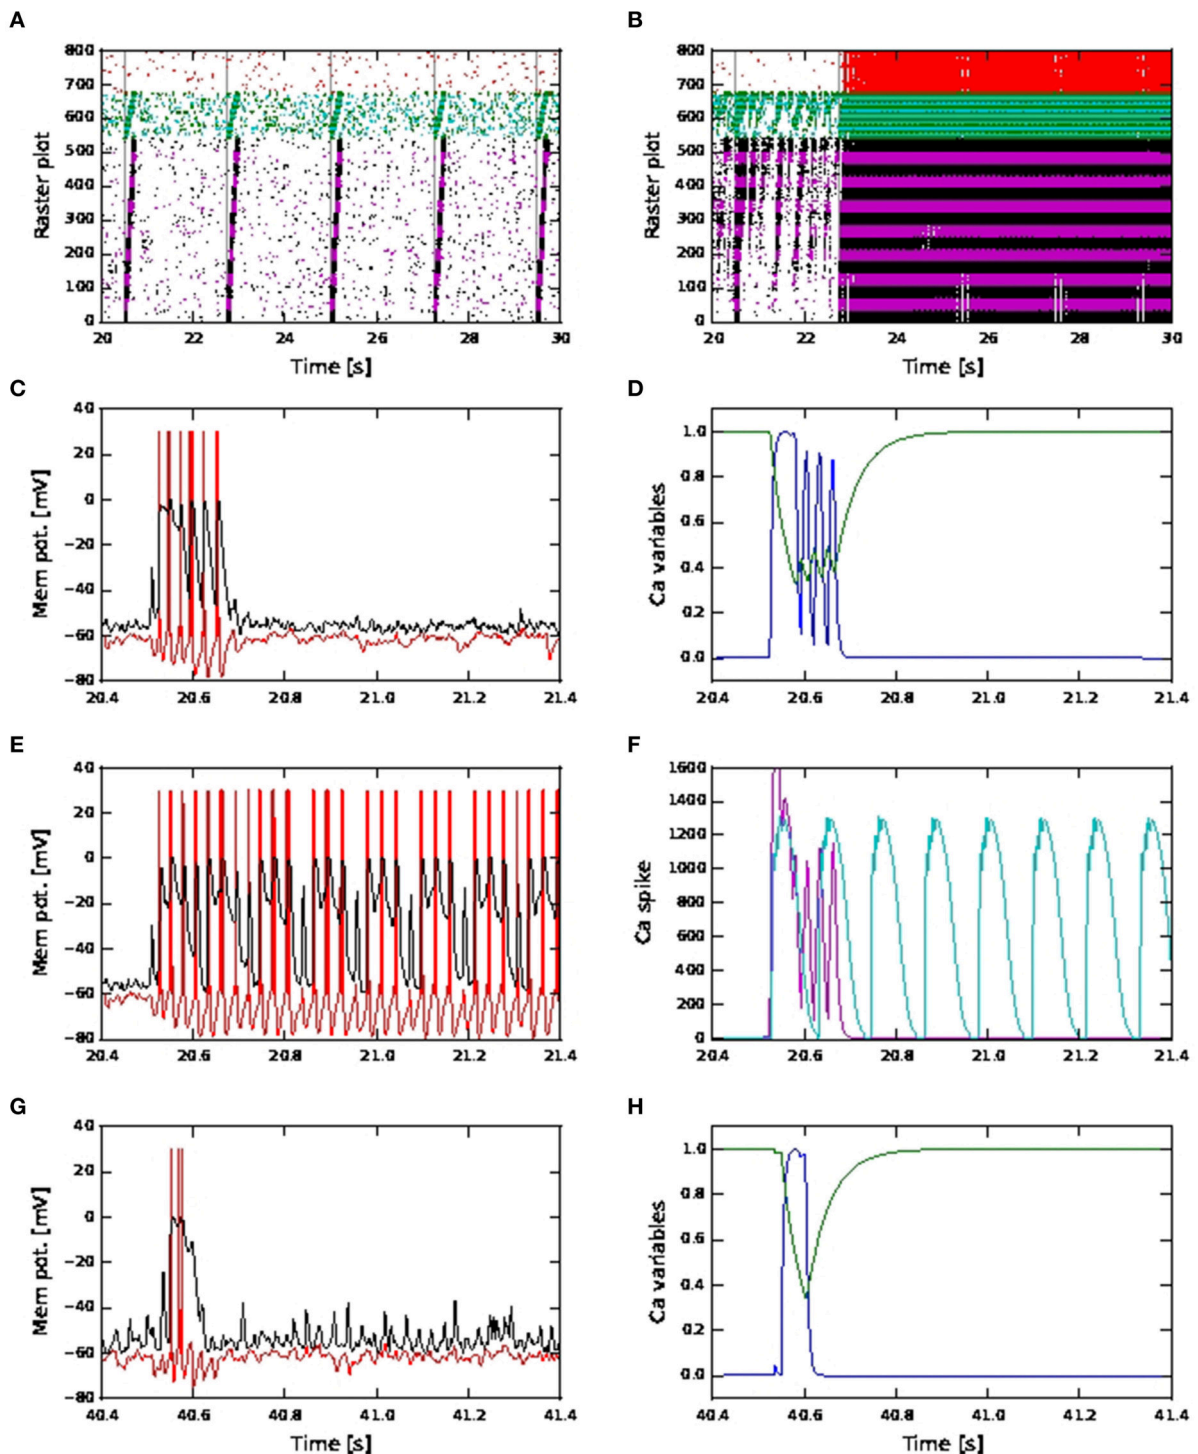 A
B
800
700
600
500
400
300
200
100
0
Raster plot
20 22 24 26 28 30
Time [s]
800
700
600
500
400
300
200
100
0
Raster plot
20 22 24 26 28 30
Time [s]
C
D
40
20
0
−20
−40
−60
−80
Mem pot. [mV]
20.4 20.6 20.8 21.0 21.2 21.4
1.0
0.8
0.6
0.4
0.2
0.0
Ca variables
20.4 20.6 20.8 21.0 21.2 21.4
E
F
40
20
0
−20
−40
−60
−80
Mem pot. [mV]
20.4 20.6 20.8 21.0 21.2 21.4
1600
1400
1200
1000
800
600
400
200
0
Ca spike
20.4 20.6 20.8 21.0 21.2 21.4
G
H
40
20
0
−20
−40
−60
−80
Mem pot. [mV]
40.4 40.6 40.8 41.0 41.2 41.4
Time [s]
1.0
0.8
0.6
0.4
0.2
0.0
Ca variables
40.4 40.6 40.8 41.0 41.2 41.4
Time [s]